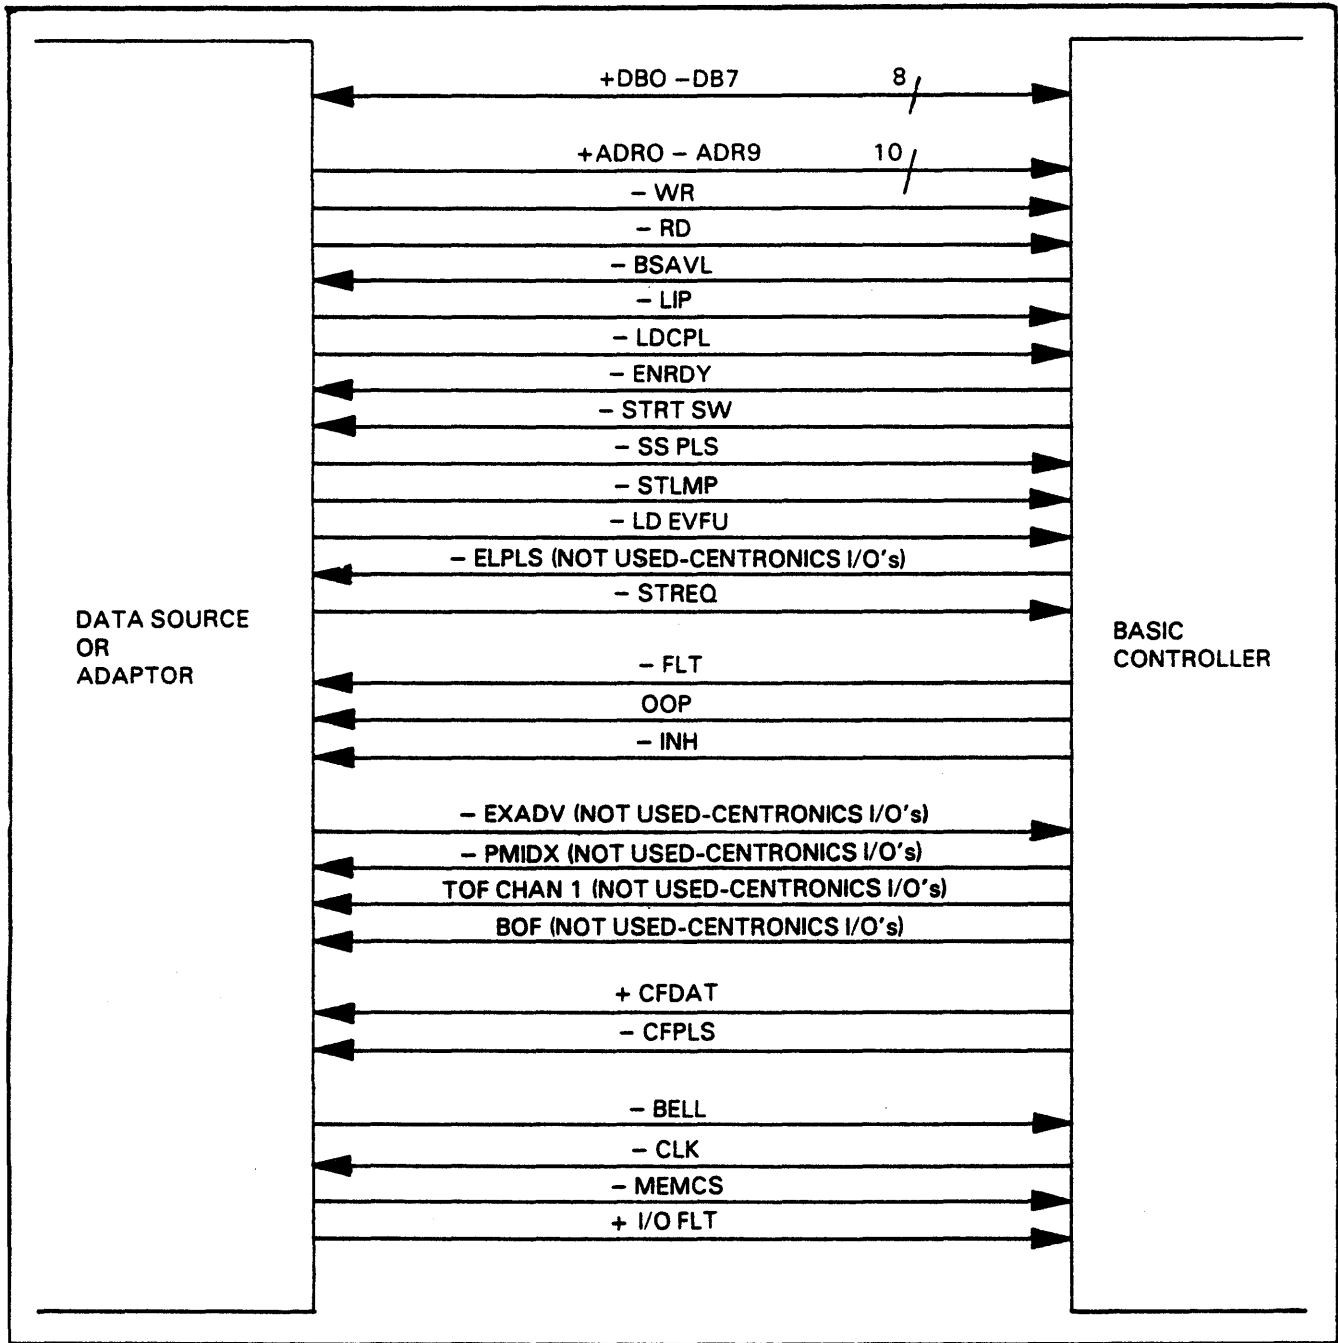 +DBO –DB7 8
+ADRO – ADR9 10
– WR
– RD
– BSAVL
– LIP
– LDCPL
– ENRDY
– STRT SW
– SS PLS
– STLMP
– LD EVFU
– ELPLS (NOT USED-CENTRONICS I/O's)
– STREQ
DATA SOURCE
OR
ADAPTOR
BASIC
CONTROLLER
– FLT
OOP
– INH
– EXADV (NOT USED-CENTRONICS I/O's)
– PMIDX (NOT USED-CENTRONICS I/O's)
TOF CHAN 1 (NOT USED-CENTRONICS I/O's)
BOF (NOT USED-CENTRONICS I/O's)
+ CFDAT
– CFPLS
– BELL
– CLK
– MEMCS
+ I/O FLT